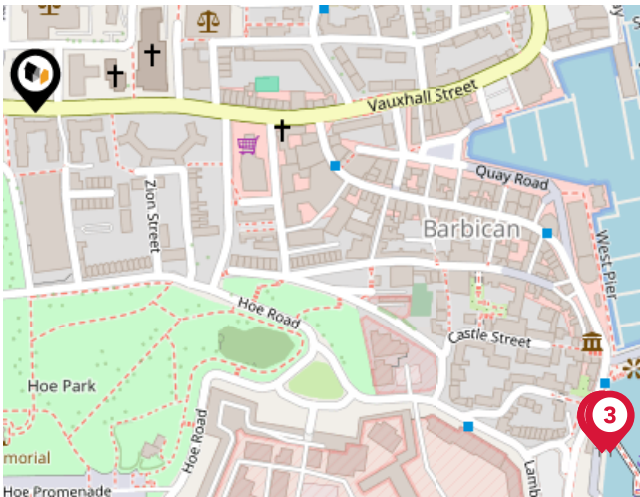 Vauxhall Street
Quay Road
Zion Street
Barbican
West Pier
Hoe Road
Castle Street
Hoe Park
3
Hoe Road
morial
Lamb
Hoe Promenade